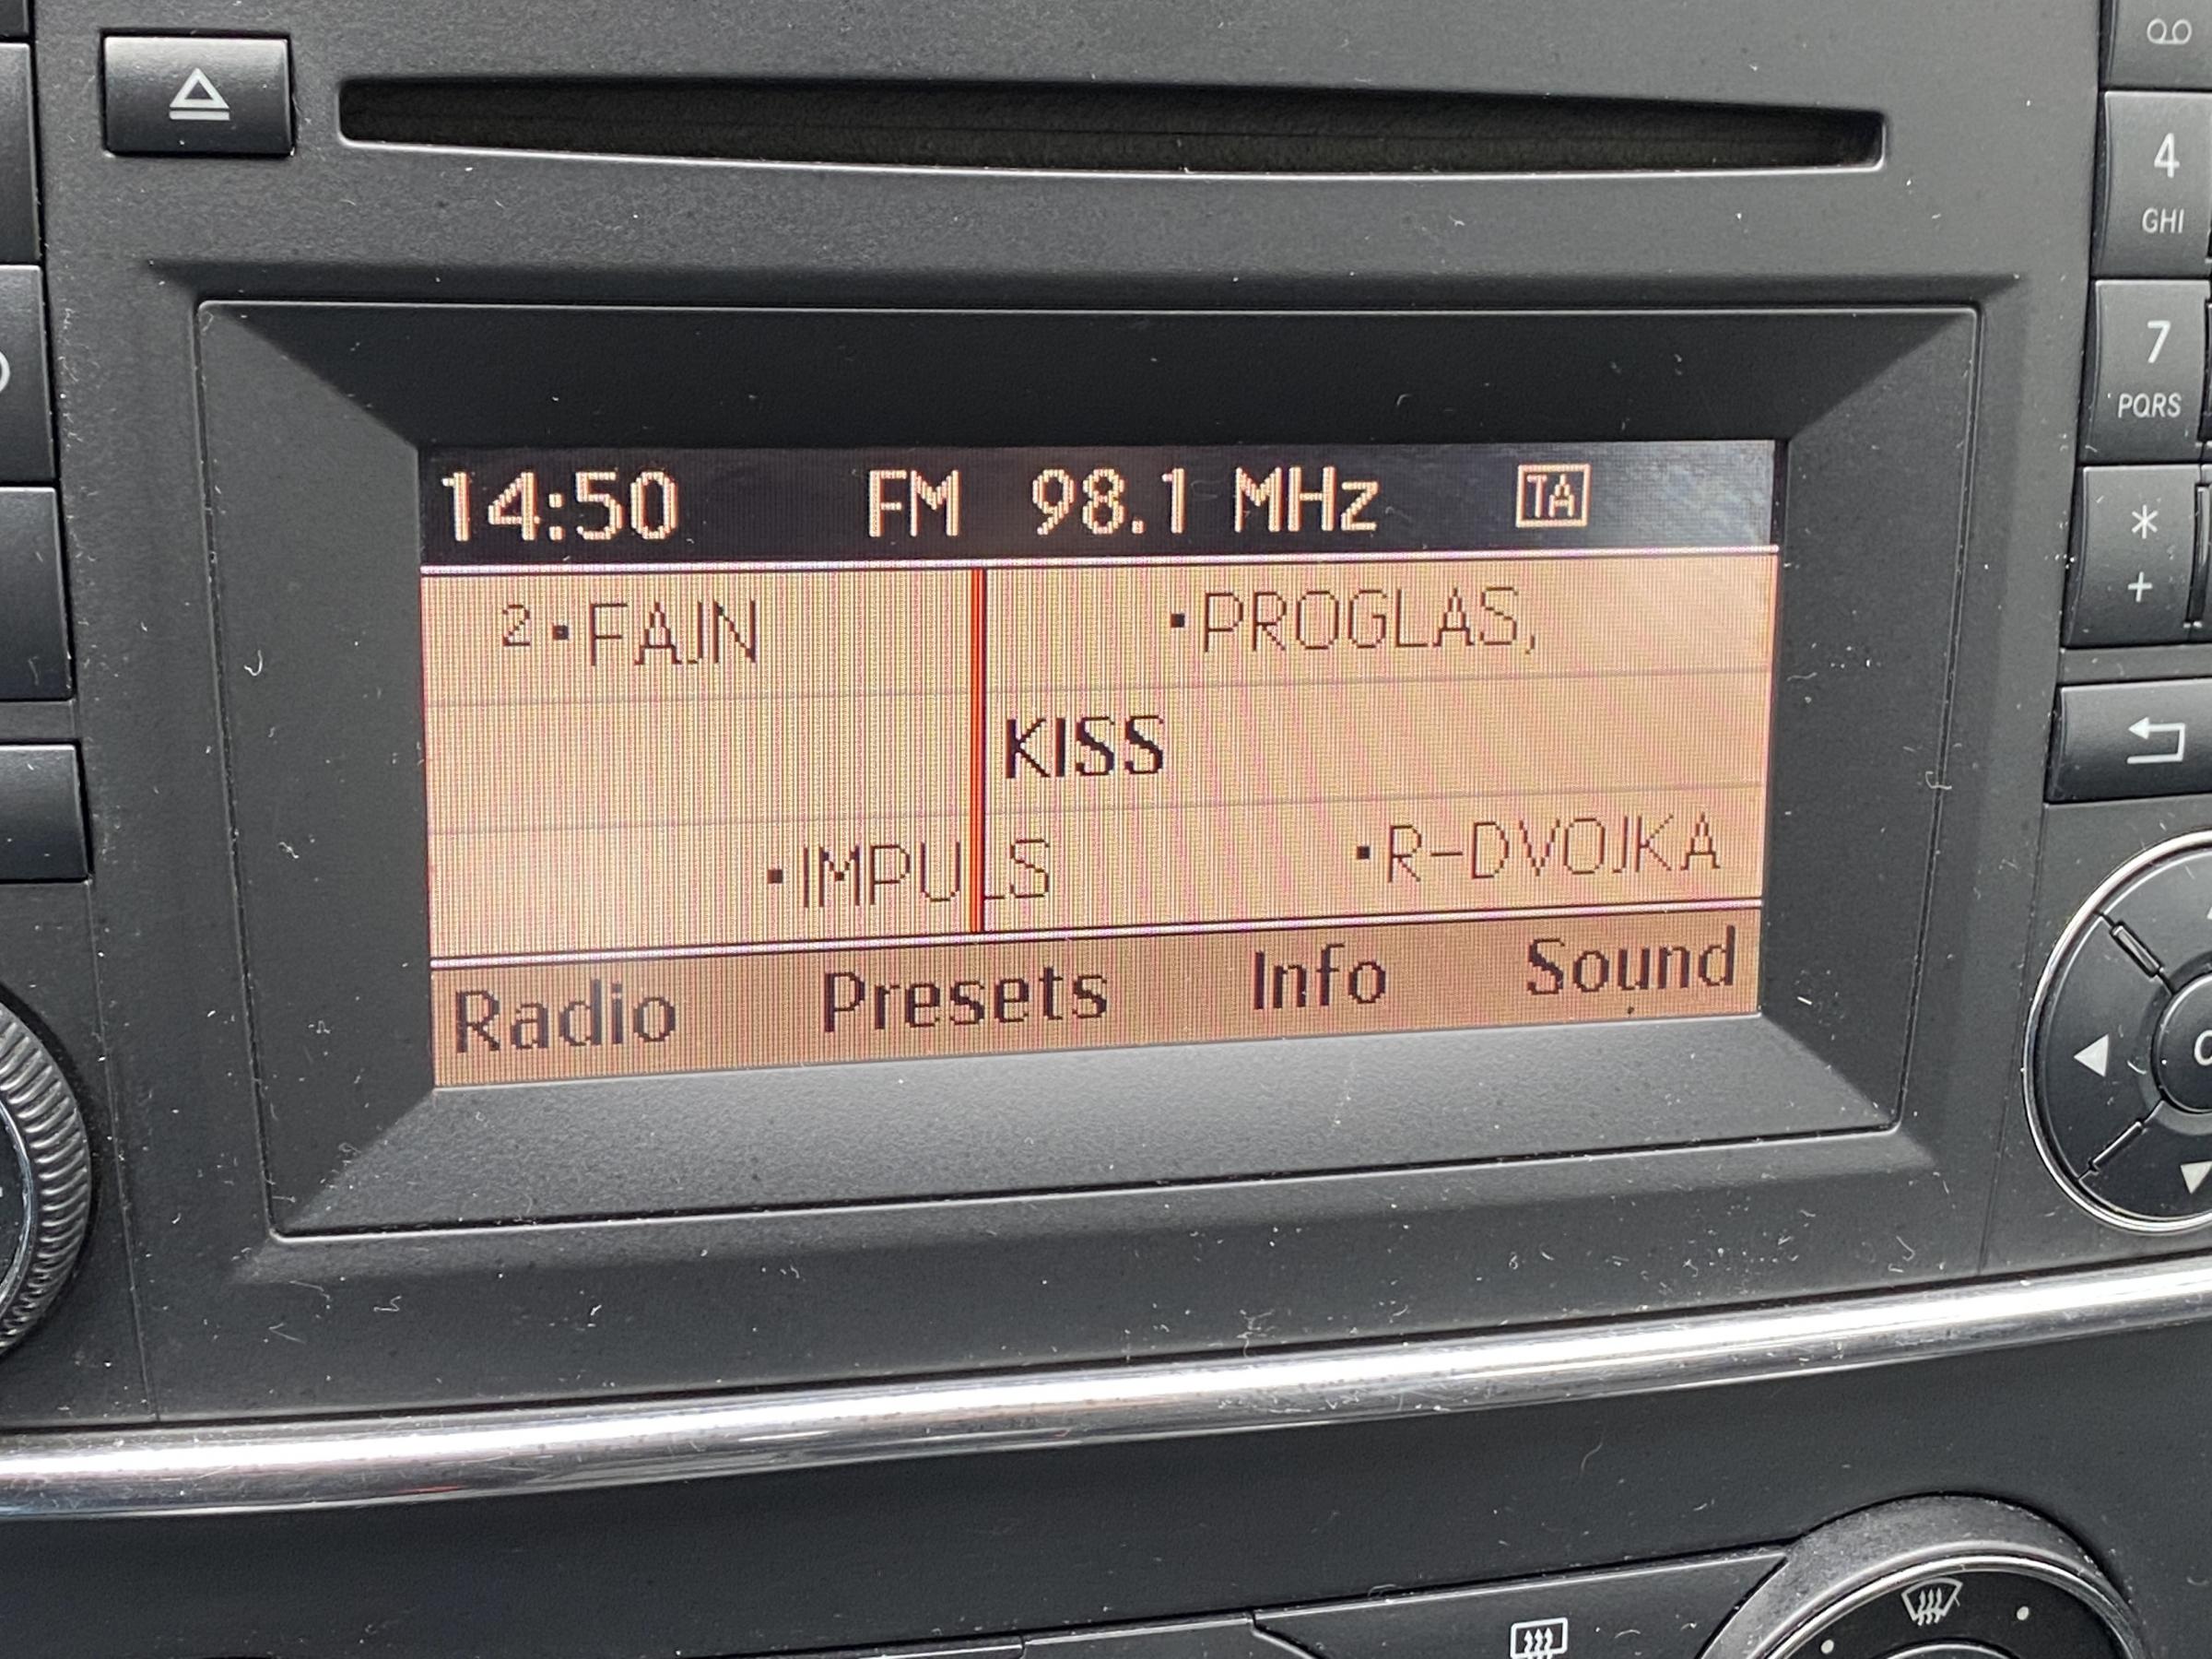 4
GHI
7
PQRS
*
+
14:50 FM 98.1 MHz TA
2 • FAJN • PROGLAS,
KISS
• IMPULS • R-DVOJKA
Radio Presets Info Sound